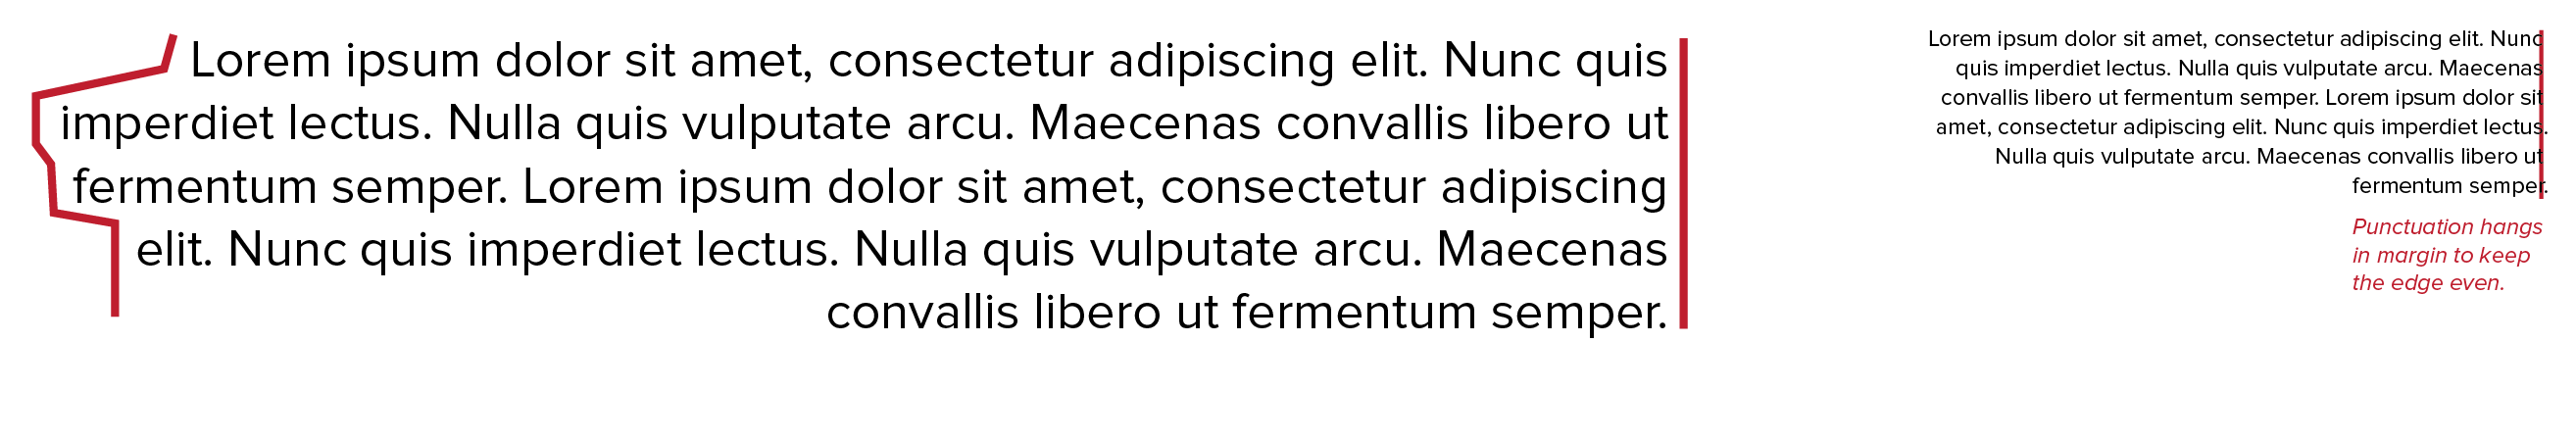 Lorem ipsum dolor sit amet, consectetur adipiscing elit. Nunc quis
imperdiet lectus. Nulla quis vulputate arcu. Maecenas convallis libero ut
fermentum semper. Lorem ipsum dolor sit amet, consectetur adipiscing
elit. Nunc quis imperdiet lectus. Nulla quis vulputate arcu. Maecenas
convallis libero ut fermentum semper.
Lorem ipsum dolor sit amet, consectetur adipiscing elit. Nunc
quis imperdiet lectus. Nulla quis vulputate arcu. Maecenas
convallis libero ut fermentum semper. Lorem ipsum dolor sit
amet, consectetur adipiscing elit. Nunc quis imperdiet lectus.
Nulla quis vulputate arcu. Maecenas convallis libero ut
fermentum semper.
Punctuation hangs
in margin to keep
the edge even.